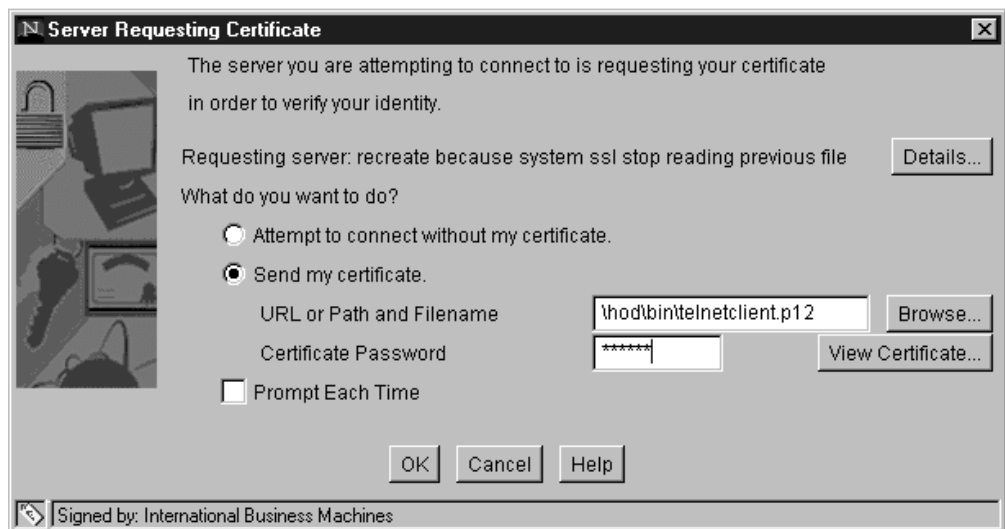 N Server Requesting Certificate
The server you are attempting to connect to is requesting your certificate
in order to verify your identity.
Requesting server: recreate because system ssl stop reading previous file Details...
What do you want to do?
Attempt to connect without my certificate.
Send my certificate.
URL or Path and Filename \hod\bin\telnetclient.p12 Browse...
Certificate Password ****** View Certificate...
Prompt Each Time
OK Cancel Help
Signed by: International Business Machines